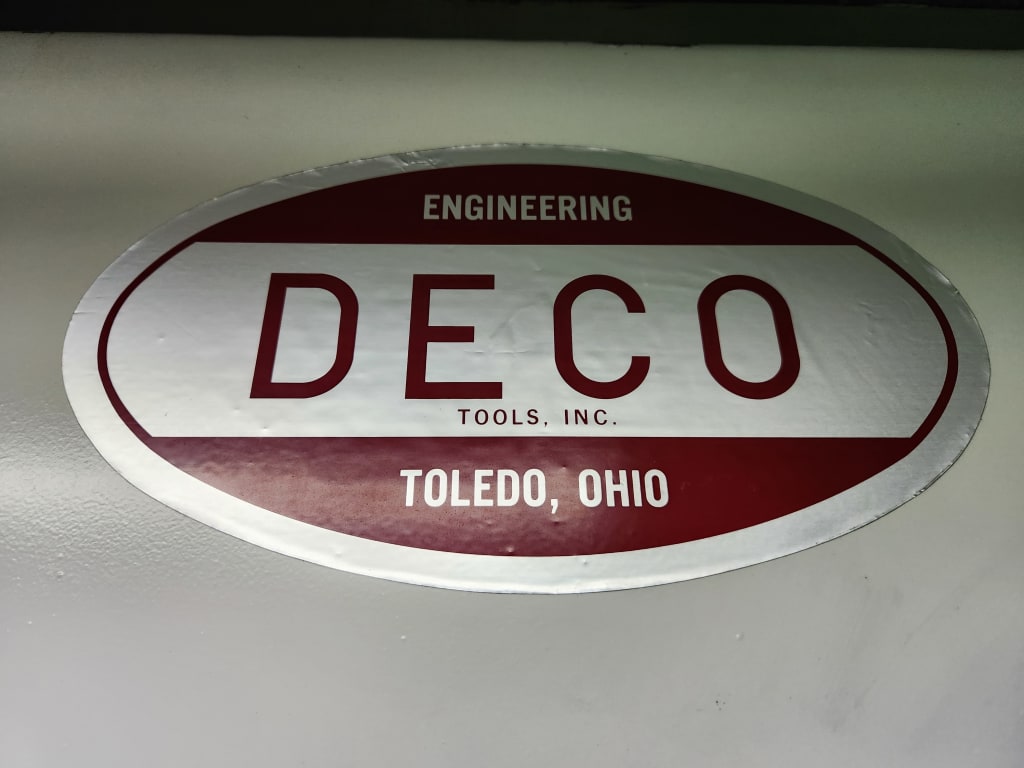 ENGINEERING
DECO
TOOLS, INC.
TOLEDO, OHIO